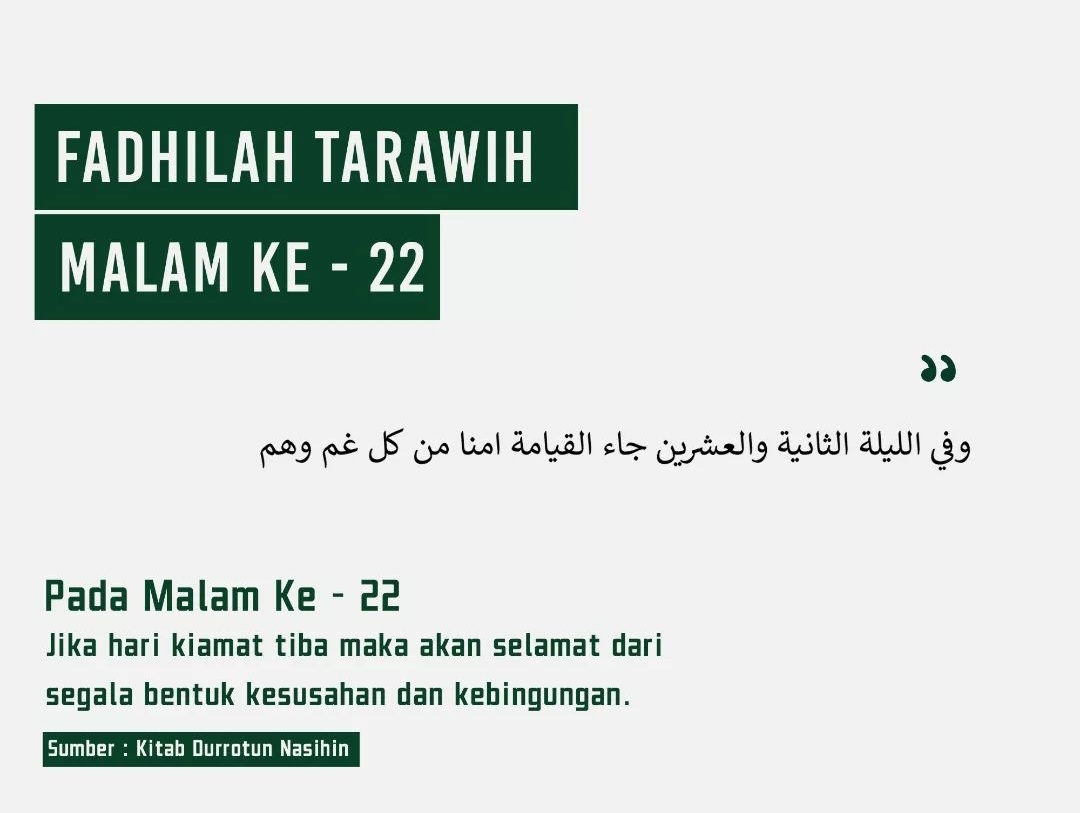 FADHILAH TARAWIH
MALAM KE - 22
”
وفي الليلة الثانية والعشرين جاء القيامة امنا من كل غم وهم
Pada Malam Ke - 22
Jika hari kiamat tiba maka akan selamat dari
segala bentuk kesusahan dan kebingungan.
Sumber : Kitab Durrotun Nasihin